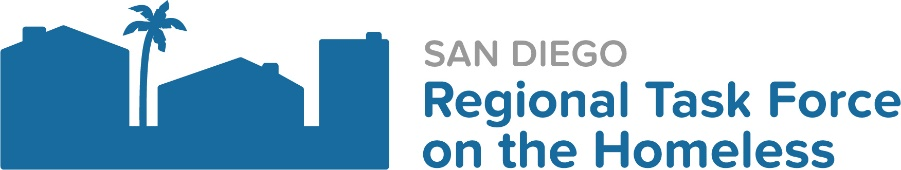 SAN DIEGO
Regional Task Force
on the Homeless